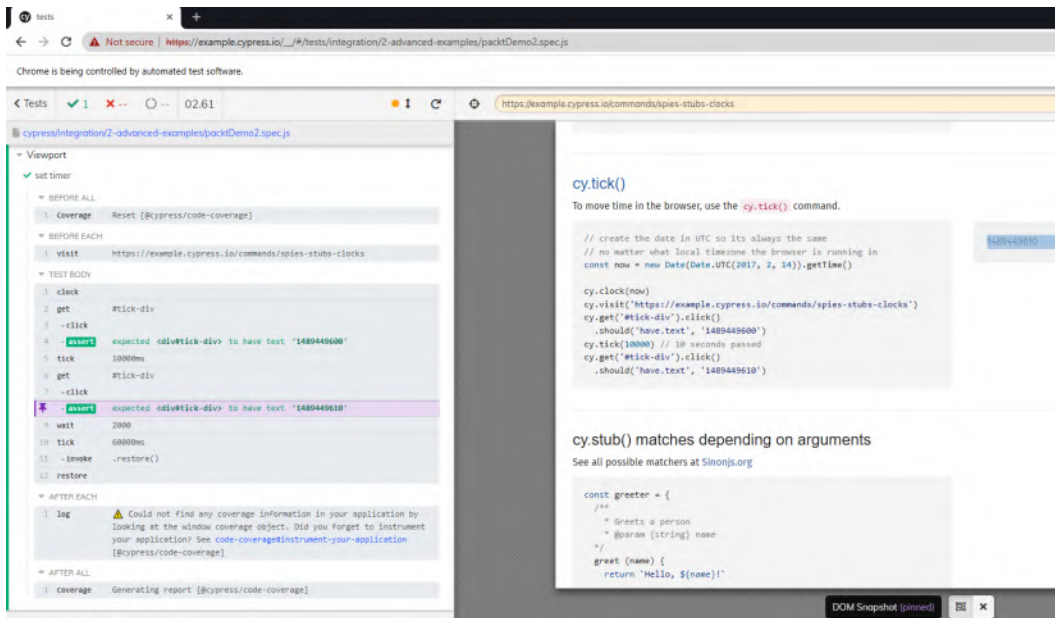 cy tests × +
Not secure | https://example.cypress.io/__/#/tests/integration/2-advanced-examples/packtDemo2.spec.js
Chrome is being controlled by automated test software.
< Tests 1 -- -- 02.61
https://example.cypress.io/commands/spies-stubs-clocks
cypress/integration/2-advanced-examples/packtDemo2.spec.js
Viewport
set timer
BEFORE ALL
1 Coverage Reset [@cypress/code-coverage]
BEFORE EACH
1 visit https://example.cypress.io/commands/spies-stubs-clocks
TEST BODY
1 clock
2 get #tick-div
3 -click
4 -assert expected <div#tick-div> to have text '1489449600'
5 tick 10000ms
6 get #tick-div
7 -click
-assert expected <div#tick-div> to have text '1489449610'
9 wait 2000
10 tick 60000ms
11 -invoke .restore()
12 restore
AFTER EACH
1 log Could not find any coverage information in your application by
looking at the window coverage object. Did you forget to instrument
your application? See code-coverage#instrument-your-application
[@cypress/code-coverage]
AFTER ALL
1 Coverage Generating report [@cypress/code-coverage]
cy.tick()
To move time in the browser, use the cy.tick() command.
// create the date in UTC so its always the same
// no matter what local timezone the browser is running in
const now = new Date(Date.UTC(2017, 2, 14)).getTime()
cy.clock(now)
cy.visit('https://example.cypress.io/commands/spies-stubs-clocks')
cy.get('#tick-div').click()
.should('have.text', '1489449600')
cy.tick(10000) // 10 seconds passed
cy.get('#tick-div').click()
.should('have.text', '1489449610')
1489449610
cy.stub() matches depending on arguments
See all possible matchers at Sinonjs.org
const greeter = {
/**
* Greets a person
* @param {string} name
*/
greet (name) {
return `Hello, ${name}!`
DOM Snapshot (pinned) ×